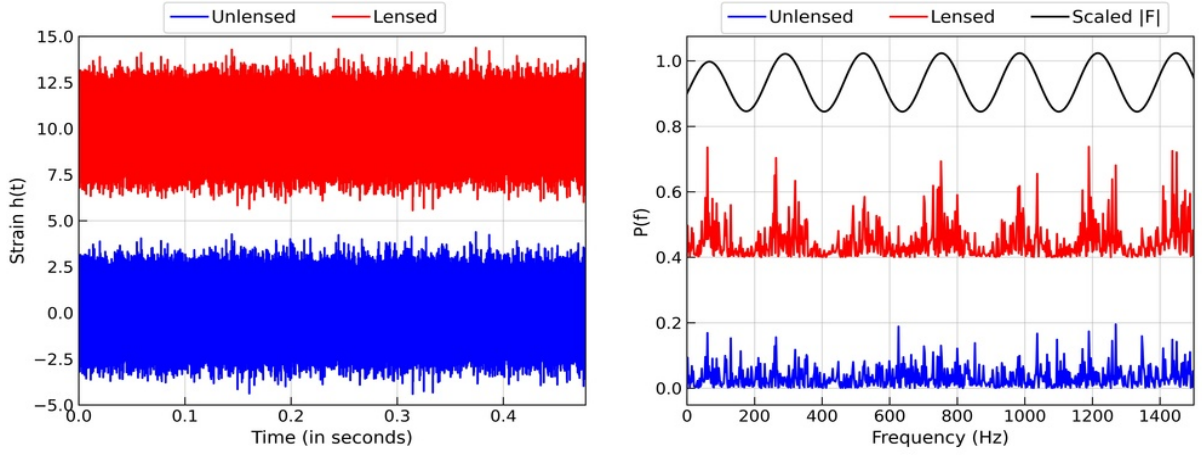 Unlensed Lensed
Strain h(t)
15.0
12.5
10.0
7.5
5.0
2.5
0.0
−2.5
−5.0
0.0 0.1 0.2 0.3 0.4
Time (in seconds)
Unlensed Lensed Scaled |F|
P(f)
1.0
0.8
0.6
0.4
0.2
0.0
0 200 400 600 800 1000 1200 1400
Frequency (Hz)